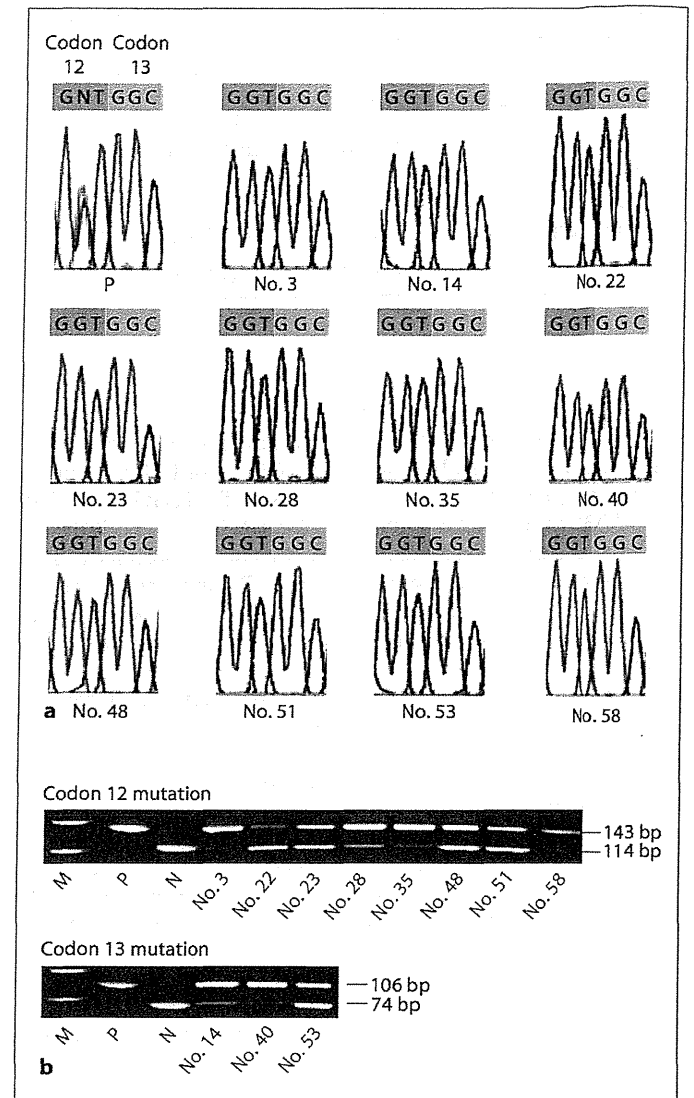 Codon Codon
12 13
GNTGGC GGTGGC GGTGGC GGTGGC
P No. 3 No. 14 No. 22
GGTGGC GGTGGC GGTGGC GGTGGC
No. 23 No. 28 No. 35 No. 40
GGTGGC GGTGGC GGTGGC GGTGGC
a No. 48 No. 51 No. 53 No. 58
Codon 12 mutation
143 bp
114 bp
M P N No. 3 No. 22 No. 23 No. 28 No. 35 No. 48 No. 51 No. 58
Codon 13 mutation
106 bp
74 bp
M P N No. 14 No. 40 No. 53
b